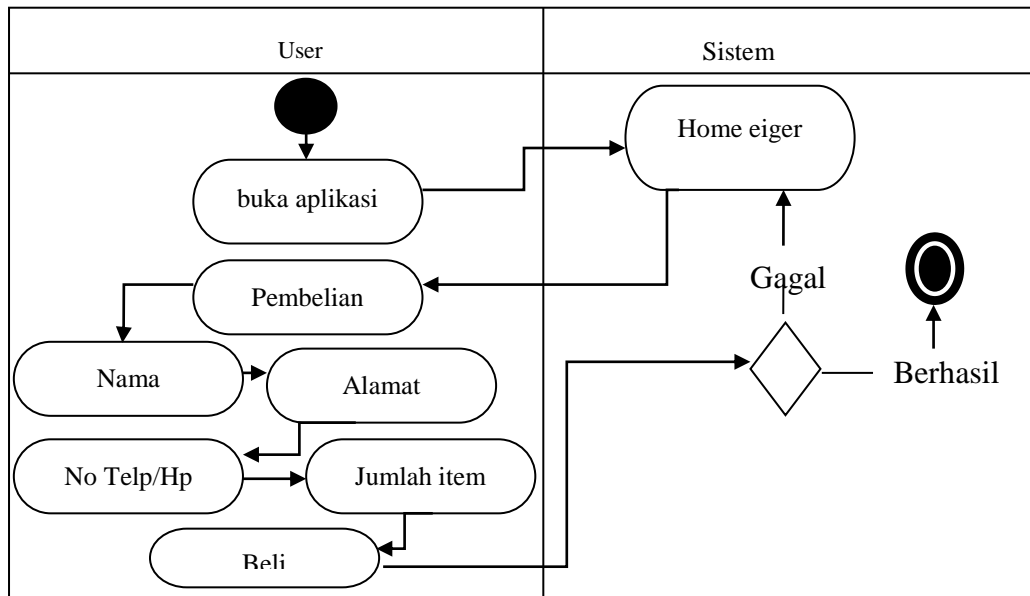 User
Sistem
Home eiger
buka aplikasi
Pembelian
Gagal
Nama
Alamat
Berhasil
No Telp/Hp
Jumlah item
Beli